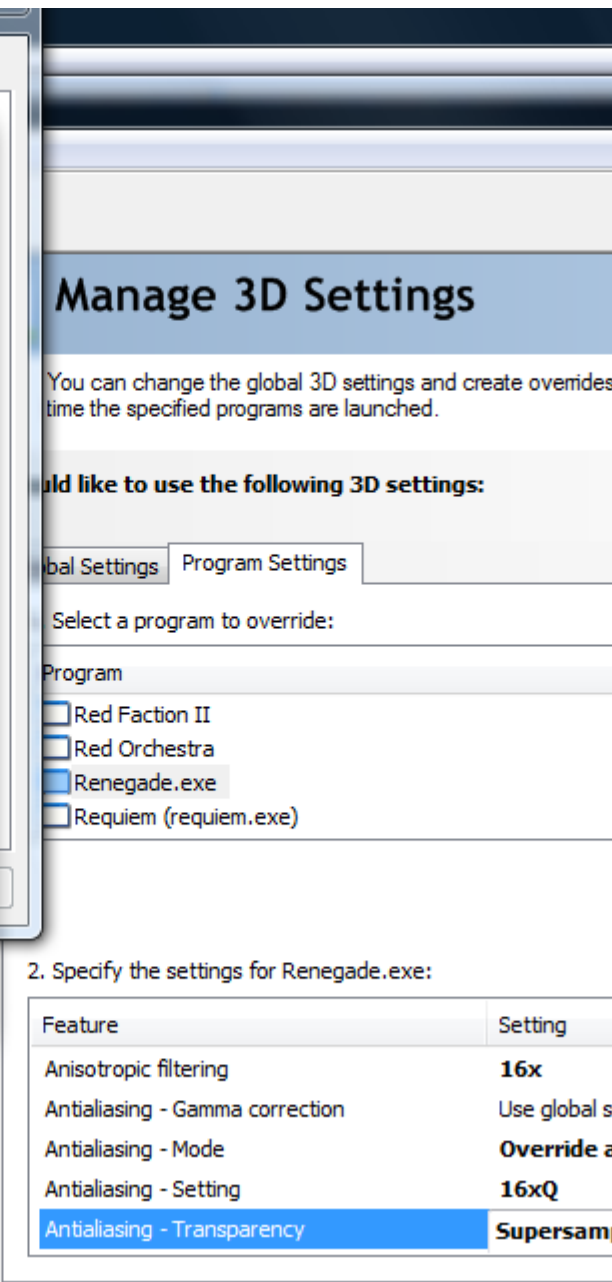 Manage 3D Settings
You can change the global 3D settings and create overrides
time the specified programs are launched.
like to use the following 3D settings:
Settings Program Settings
Select a program to override:
Program
Red Faction II
Red Orchestra
Renegade.exe
Requiem (requiem.exe)
2. Specify the settings for Renegade.exe:
Feature Setting
Anisotropic filtering 16x
Antialiasing - Gamma correction Use global
Antialiasing - Mode Override
Antialiasing - Setting 16xQ
Antialiasing - Transparency